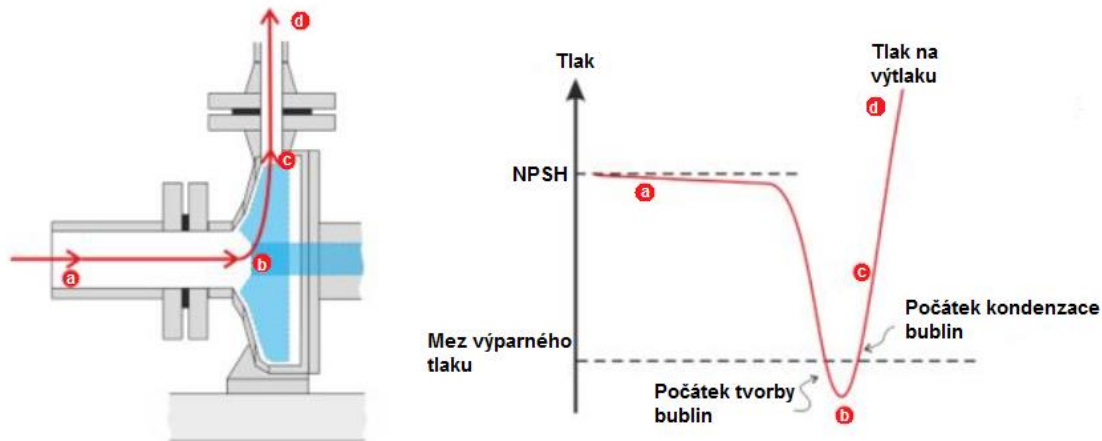 d
c
b
a
Tlak
Tlak na
výtlaku
d
NPSH
a
c
Počátek kondenzace
bublin
Mez výparného
tlaku
Počátek tvorby
bublin
b